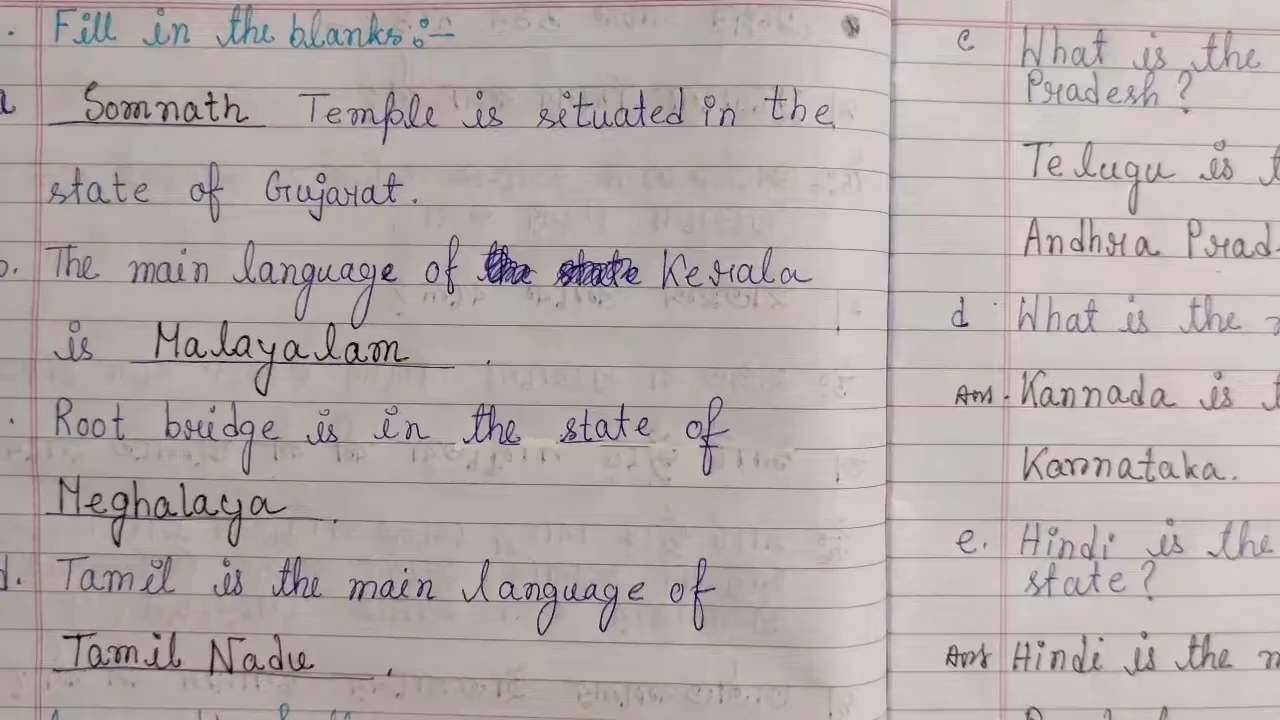 Fill in the blanks:-
a Somnath Temple is situated in the
state of Gujarat.
b. The main language of Kerala
is Malayalam.
. Root bridge is in the state of
Meghalaya.
d. Tamil is the main language of
Tamil Nadu.
c What is the
Pradesh?
Telugu is
Andhra Prad
d What is the
Ans. Kannada is
Karnataka.
e. Hindi is the
state?
Ans Hindi is the